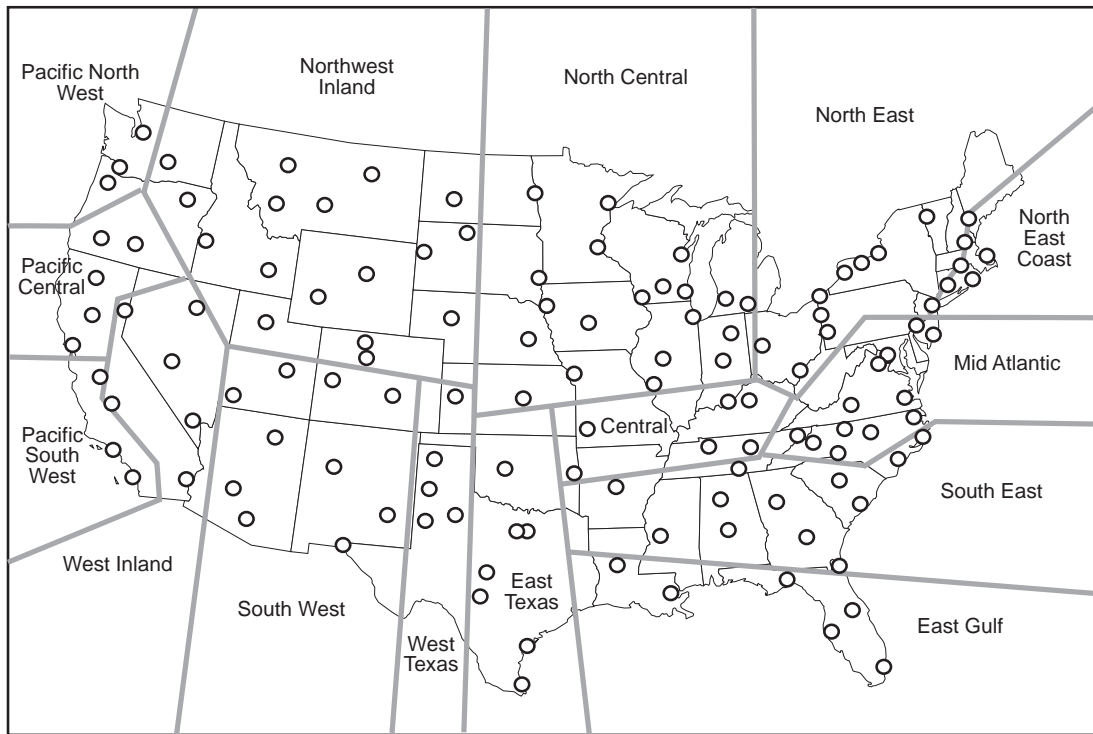 Pacific North
West
Northwest
Inland
North Central
North East
North
East
Coast
Pacific
Central
Mid Atlantic
Central
Pacific
South
West
South East
West Inland
South West
East
Texas
West
Texas
East Gulf